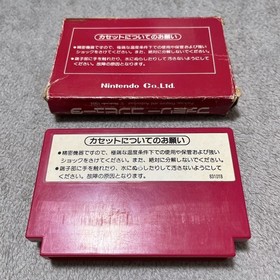 カセットについてのお願い
●精密機器ですので、極端な温度条件下での使用や保管および強い
ショックをさけてください。また、絶対に分解しないでください。
●端子部に手を触れたり、水にぬらしたりして汚さないようにして
ください。故障の原因となります。
Nintendo Co.,Ltd.
カセットについてのお願い
●精密機器ですので、極端な温度条件下での使用や保管および強い
ショックをさけてください。また、絶対に分解しないでください。
●端子部に手を触れたり、水にぬらしたりして汚さないようにして
ください。故障の原因となります。